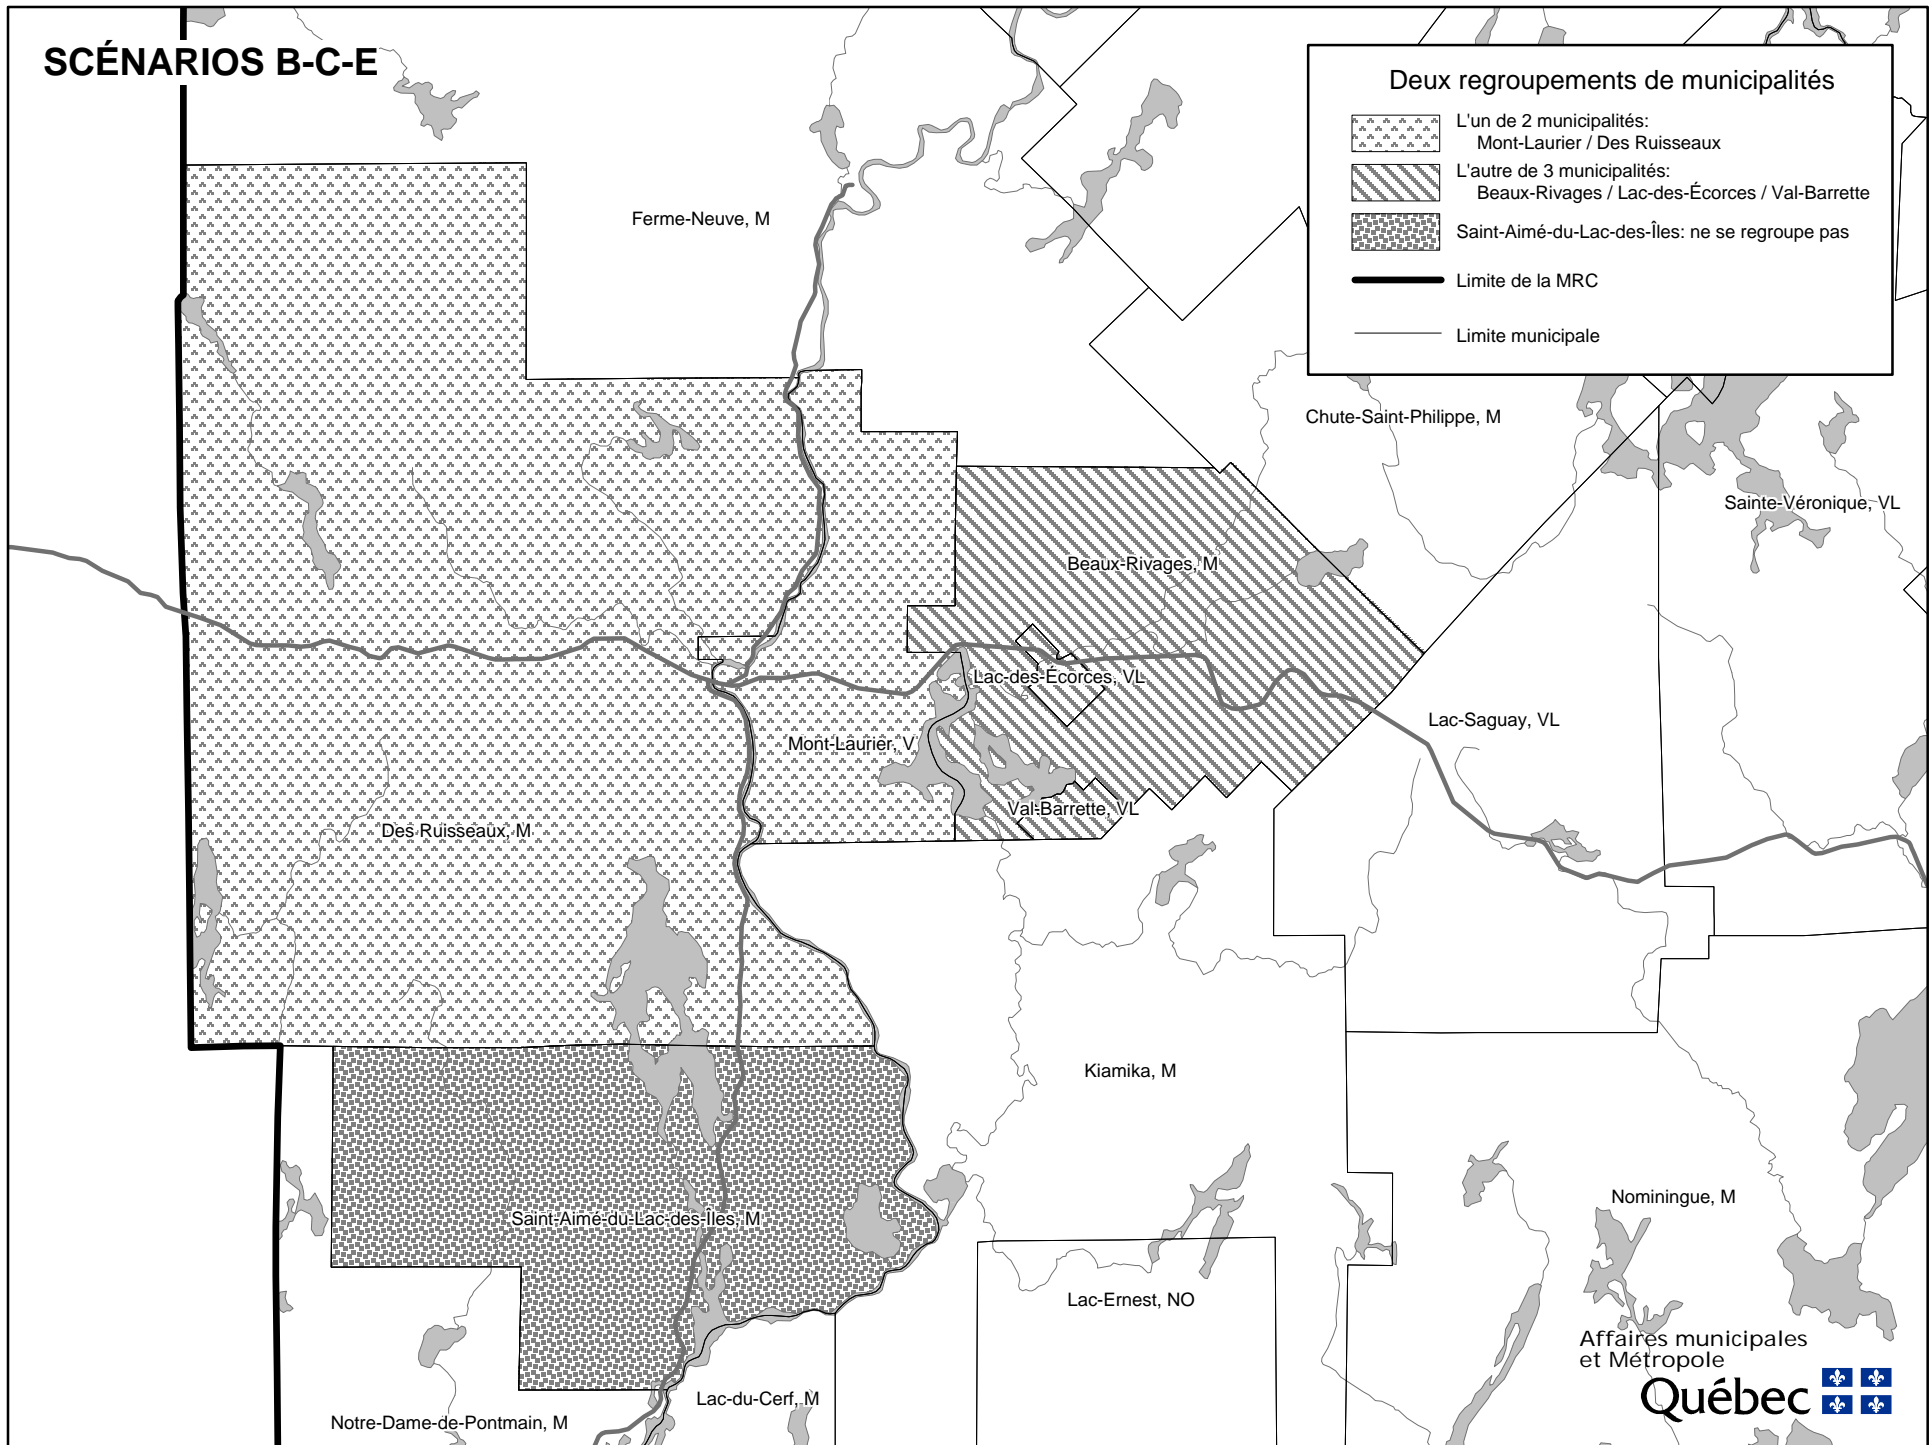 SCÉNARIOS B-C-E
Deux regroupements de municipalités
L'un de 2 municipalités:
Mont-Laurier / Des Ruisseaux
L'autre de 3 municipalités:
Beaux-Rivages / Lac-des-Écorces / Val-Barrette
Saint-Aimé-du-Lac-des-Îles: ne se regroupe pas
Limite de la MRC
Limite municipale
Ferme-Neuve, M
Chute-Saint-Philippe, M
Sainte-Véronique, VL
Beaux-Rivages, M
Lac-des-Écorces, VL
Lac-Saguay, VL
Mont-Laurier, V
Val-Barrette, VL
Des Ruisseaux, M
Kiamika, M
Nominingue, M
Saint-Aimé-du-Lac-des-Îles, M
Lac-Ernest, NO
Lac-du-Cerf, M
Notre-Dame-de-Pontmain, M
Affaires municipales
et Métropole
Québec